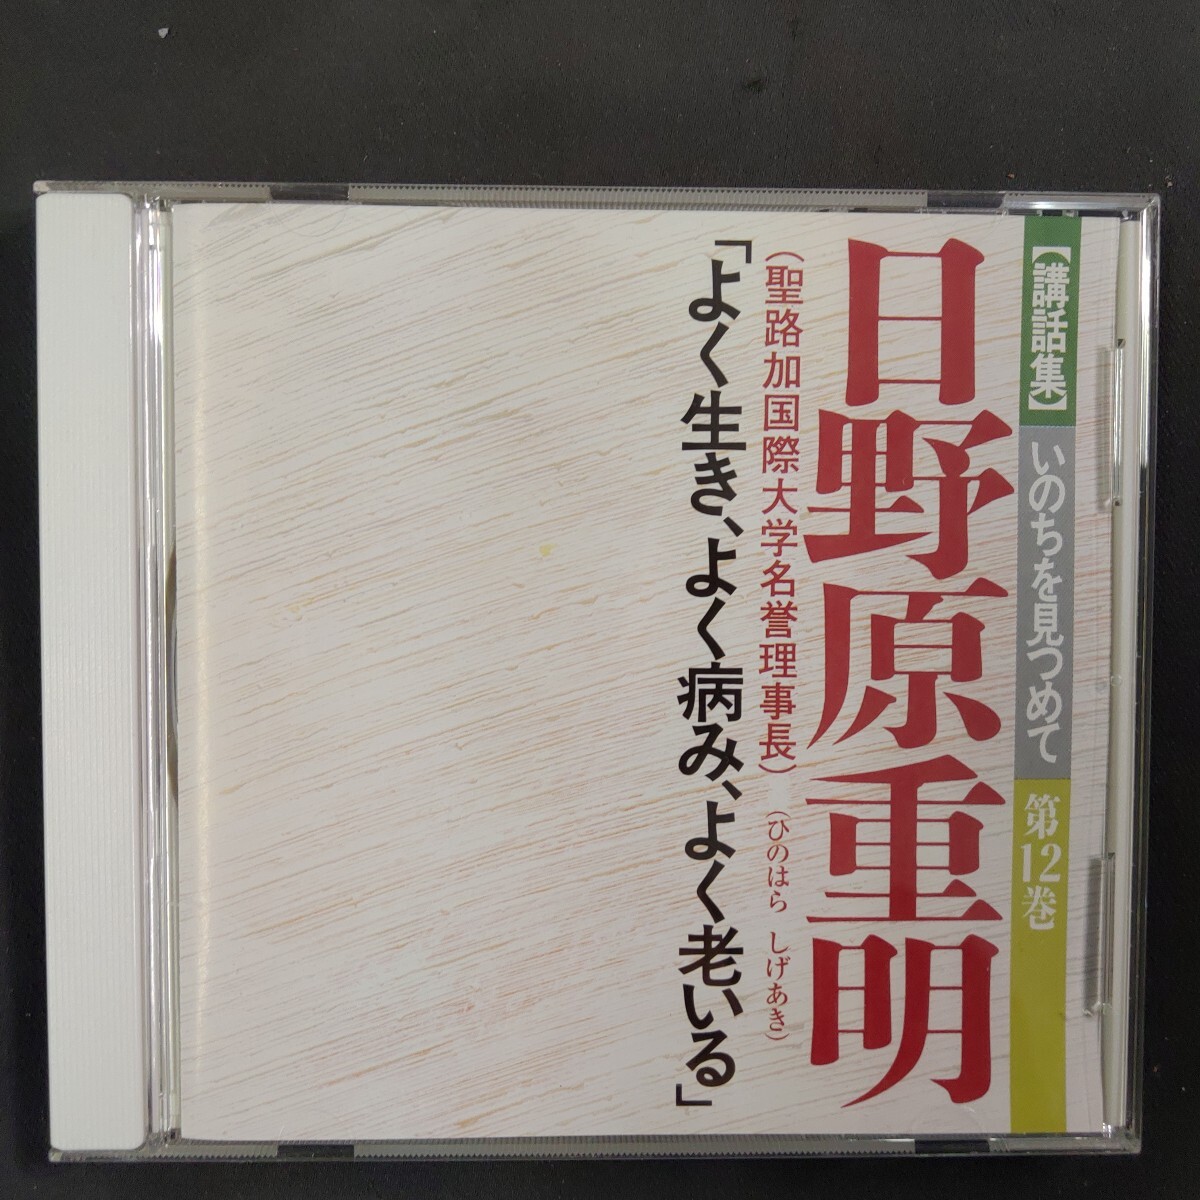 【講話集】いのちを見つめて 第12巻
日野原重明
（聖路加国際大学名誉理事長）（ひのはら しげあき）
「よく生き、よく病み、よく老いる」